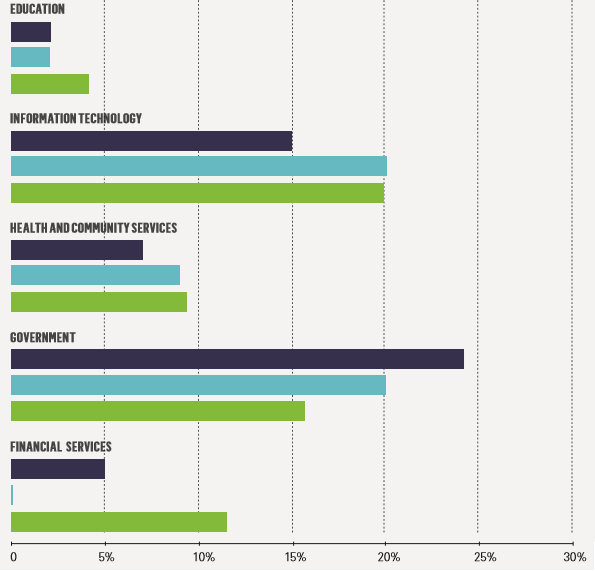 EDUCATION
INFORMATION TECHNOLOGY
HEALTH AND COMMUNITY SERVICES
GOVERNMENT
FINANCIAL SERVICES
0 5% 10% 15% 20% 25% 30%